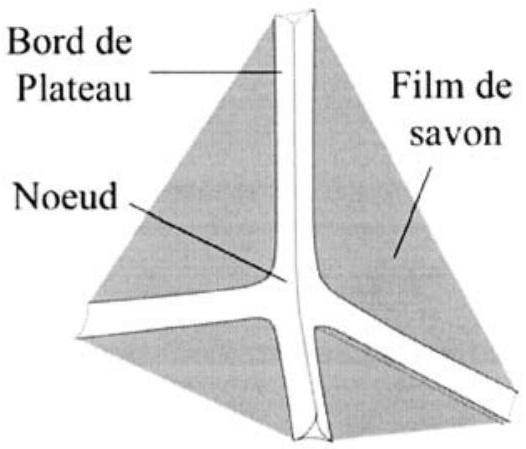 Bord de
Plateau
Film de
savon
Noeud